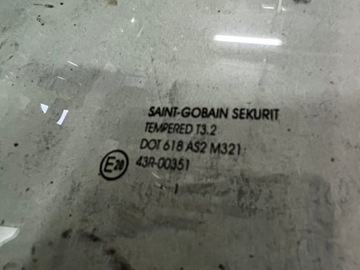 SAINT-GOBAIN SEKURIT
TEMPERED T3.2
DOT 618 AS2 M321
E20 43R-00351